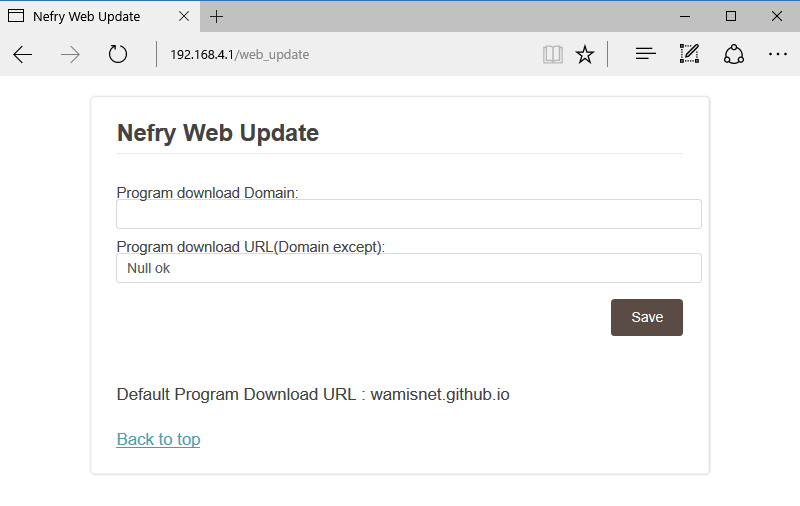 Nefry Web Update
192.168.4.1/web_update
Nefry Web Update
Program download Domain:
Program download URL(Domain except):
Null ok
Save
Default Program Download URL : wamisnet.github.io
Back to top